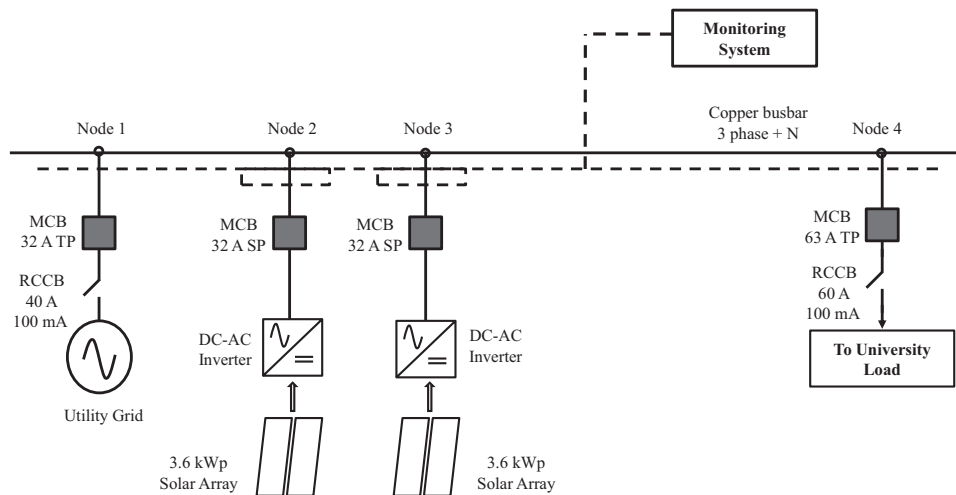 Monitoring
System
Node 1
Node 2
Node 3
Copper busbar
3 phase + N
Node 4
MCB
32 A TP
MCB
32 A SP
MCB
32 A SP
MCB
63 A TP
RCCB
40 A
100 mA
RCCB
60 A
100 mA
DC-AC
Inverter
DC-AC
Inverter
To University
Load
Utility Grid
3.6 kWp
Solar Array
3.6 kWp
Solar Array